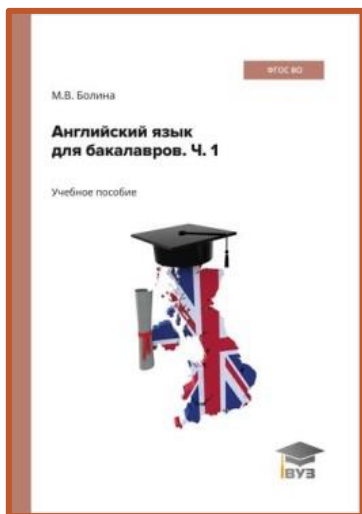 ФГОС ВО
М.В. Болина
Английский язык
для бакалавров. Ч. 1
Учебное пособие
ВУЗ